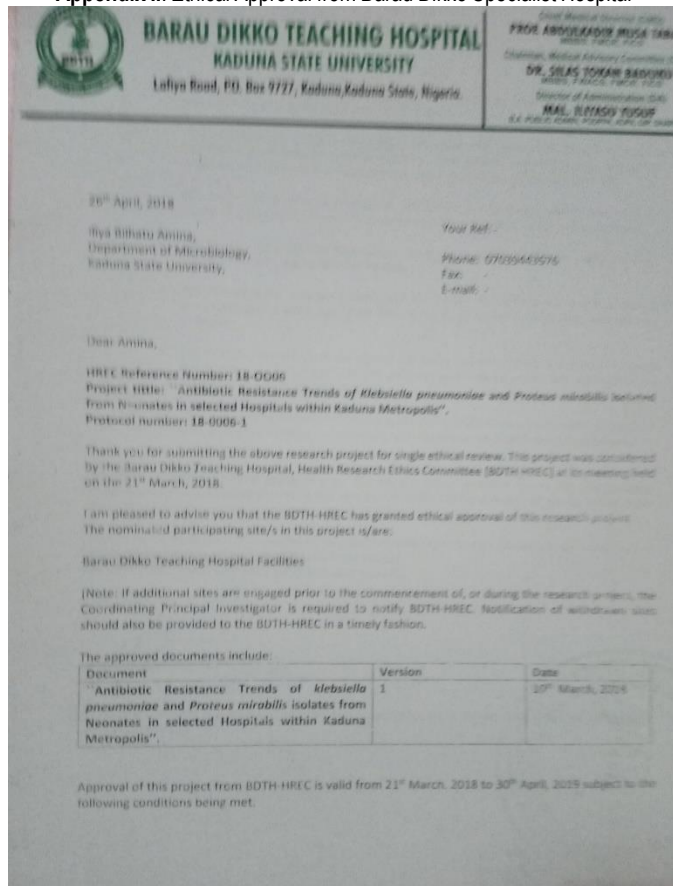 Ethical Approval from Barau Dikko Specialist Hospital
BARAU DIKKO TEACHING HOSPITAL
KADUNA STATE UNIVERSITY
Lafiya Road, P.O. Box 9727, Kaduna, Kaduna State, Nigeria.
PROF. ABDULKADIR MUSA
DR. SILAS
MAL. ILIYASU YUSUF
BDTH
26th April, 2018
Iliya Bilhatu Amina,
Department of Microbiology,
Kaduna State University,
Your Ref: -
Phone:
Fax: -
E-mail: -
Dear Amina,
HREC Reference Number: 18-0006
Project tittle: ``Antibiotic Resistance Trends of Klebsiella pneumoniae and Proteus mirabilis isolates
from Neonates in selected Hospitals within Kaduna Metropolis”.
Protocol number: 18-0006-1
Thank you for submitting the above research project for single ethical review. This project was considered
by the Barau Dikko Teaching Hospital, Health Research Ethics Committee (BDTH HREC) at its meeting held
on the 21st March, 2018.
I am pleased to advise you that the BDTH-HREC has granted ethical approval of this research project.
The nominated participating site/s in this project is/are:
Barau Dikko Teaching Hospital Facilities
(Note: If additional sites are engaged prior to the commencement of, or during the research project, the
Coordinating Principal Investigator is required to notify BDTH-HREC. Notification of withdrawn sites
should also be provided to the BDTH-HREC in a timely fashion.
The approved documents include:
Document Version Date
``Antibiotic Resistance Trends of klebsiella 1 March,
pneumoniae and Proteus mirabilis isolates from
Neonates in selected Hospitals within Kaduna
Metropolis”.
Approval of this project from BDTH-HREC is valid from 21st March, 2018 to 30th April, 2019 subject to the
following conditions being met.